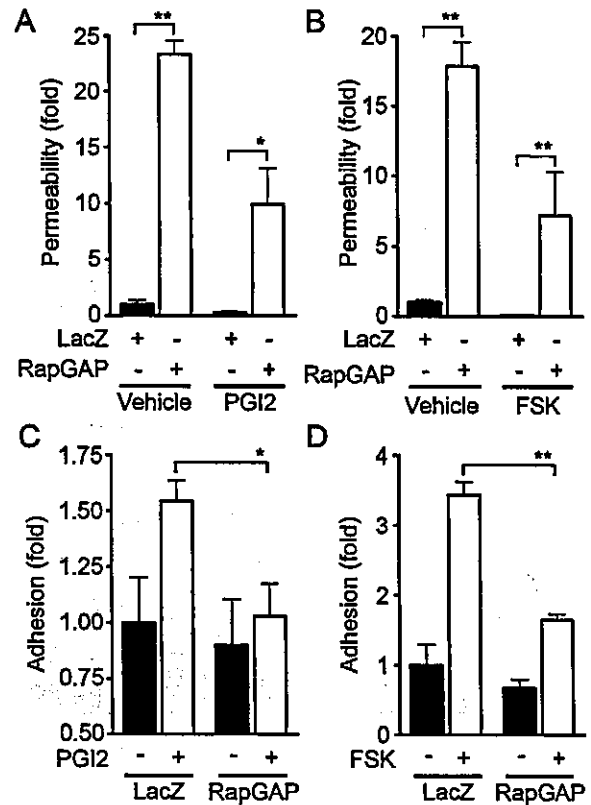 A
**
*
Permeability (fold)
25
20
15
10
5
0
LacZ + - + -
RapGAP - + - +
Vehicle PGI2
B
**
**
Permeability (fold)
20
15
10
5
0
LacZ + - + -
RapGAP - + - +
Vehicle FSK
C
*
Adhesion (fold)
1.75
1.50
1.25
1.00
0.75
0.50
PGI2 - + - +
LacZ RapGAP
D
**
Adhesion (fold)
4
3
2
1
0
FSK - + - +
LacZ RapGAP